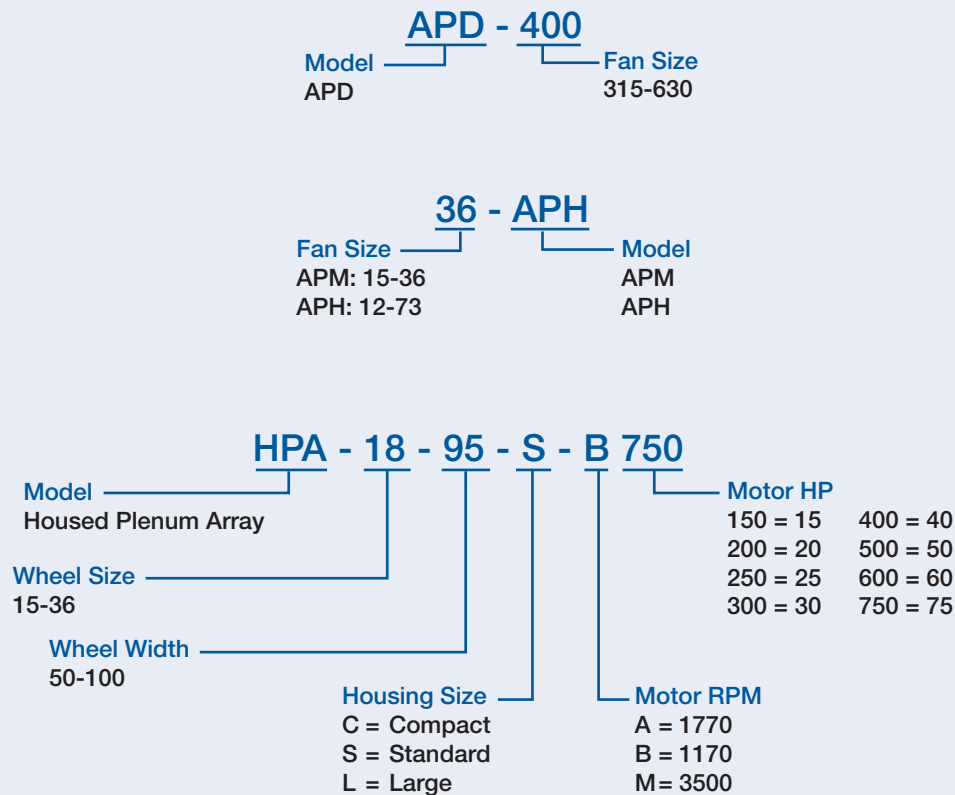 APD - 400
Model
APD
Fan Size
315-630
36 - APH
Fan Size
APM: 15-36
APH: 12-73
Model
APM
APH
HPA - 18 - 95 - S - B 750
Model
Housed Plenum Array
Motor HP
150 = 15 400 = 40
200 = 20 500 = 50
250 = 25 600 = 60
300 = 30 750 = 75
Wheel Size
15-36
Wheel Width
50-100
Housing Size
C = Compact
S = Standard
L = Large
Motor RPM
A = 1770
B = 1170
M= 3500